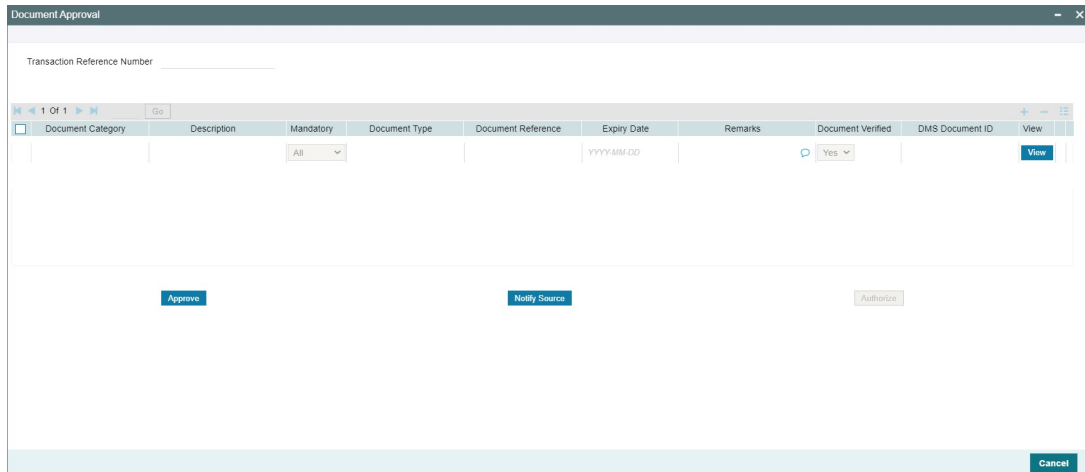 Document Approval
Transaction Reference Number
1 Of 1 Go
Document Category Description Mandatory Document Type Document Reference Expiry Date Remarks Document Verified DMS Document ID View
All YYYY-MM-DD Yes View
Approve Notify Source Authorize
Cancel